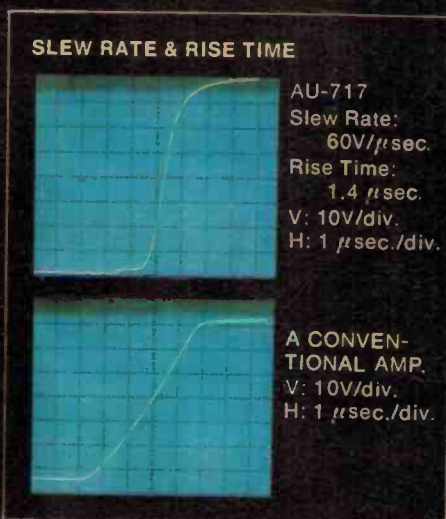 SLEW RATE & RISE TIME
AU-717
Slew Rate:
60V/μsec.
Rise Time:
1.4 μsec.
V: 10V/div.
H: 1 μsec./div.
A CONVEN-
TIONAL AMP.
V: 10V/div.
H: 1 μsec./div.